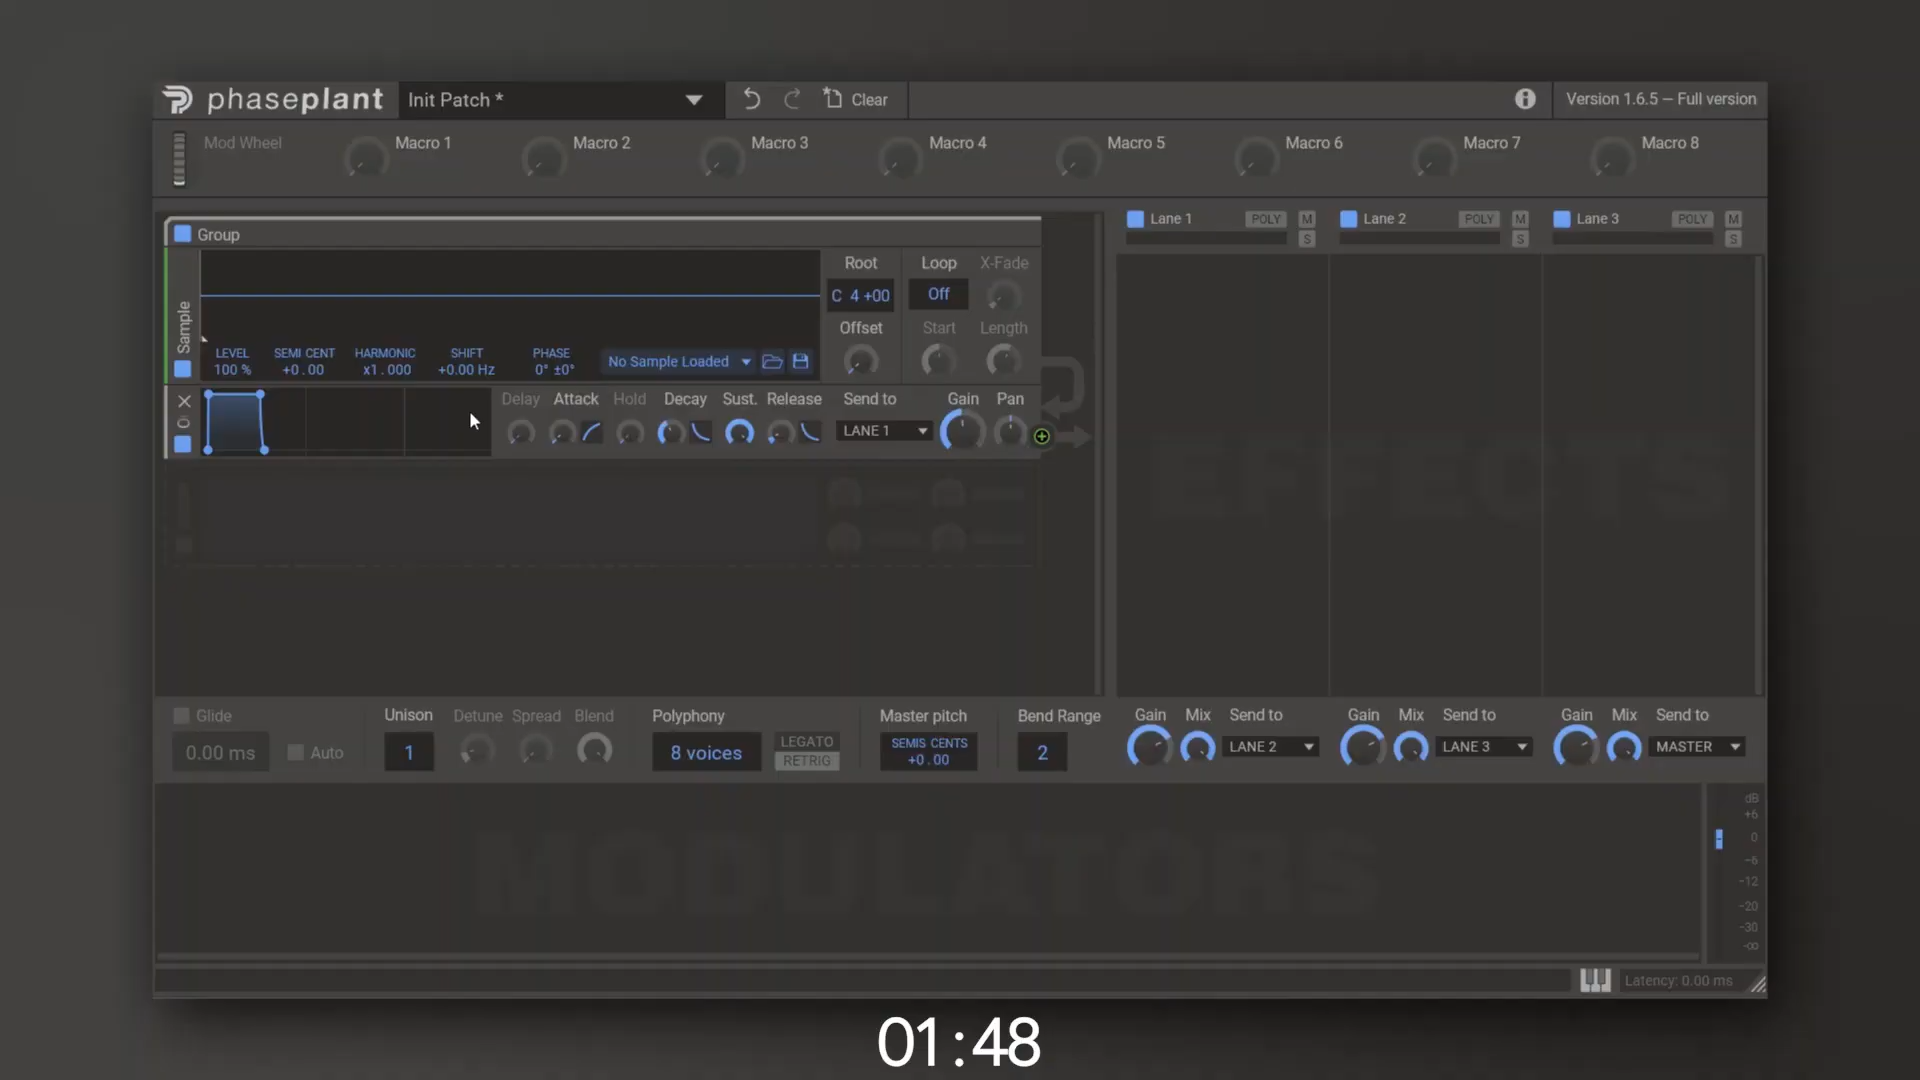 phaseplant
Init Patch *
Clear
Version 1.6.5 – Full version
Mod Wheel
Macro 1
Macro 2
Macro 3
Macro 4
Macro 5
Macro 6
Macro 7
Macro 8
Group
Lane 1
POLY
M
S
Lane 2
POLY
M
S
Lane 3
POLY
M
S
Sample
LEVEL
100 %
SEMI CENT
+0.00
HARMONIC
x1.000
SHIFT
+0.00 Hz
PHASE
0° ±0°
No Sample Loaded
Root
C 4 +00
Offset
Loop
Off
X-Fade
Start
Length
Delay
Attack
Hold
Decay
Sust.
Release
Send to
LANE 1
Gain
Pan
EFFECTS
Glide
0.00 ms
Auto
Unison
1
Detune
Spread
Blend
Polyphony
8 voices
LEGATO
RETRIG
Master pitch
SEMIS CENTS
+0.00
Bend Range
2
Gain
Mix
Send to
LANE 2
Gain
Mix
Send to
LANE 3
Gain
Mix
Send to
MASTER
MODULATORS
dB
+6
0
-6
-12
-20
-30
-∞
Latency: 0.00 ms
01:48